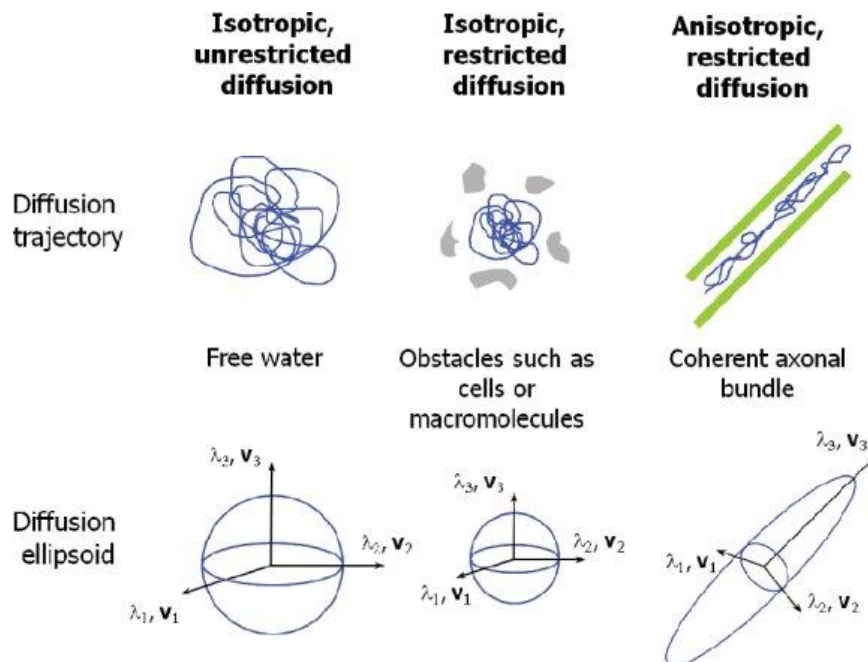 Isotropic,
unrestricted
diffusion
Isotropic,
restricted
diffusion
Anisotropic,
restricted
diffusion
Diffusion
trajectory
Free water
Obstacles such as
cells or
macromolecules
Coherent axonal
bundle
Diffusion
ellipsoid
λ₃, v₃
λ₂, v₂
λ₁, v₁
λ₃, v₃
λ₂, v₂
λ₁, v₁
λ₃, v₃
λ₁, v₁
λ₂, v₂